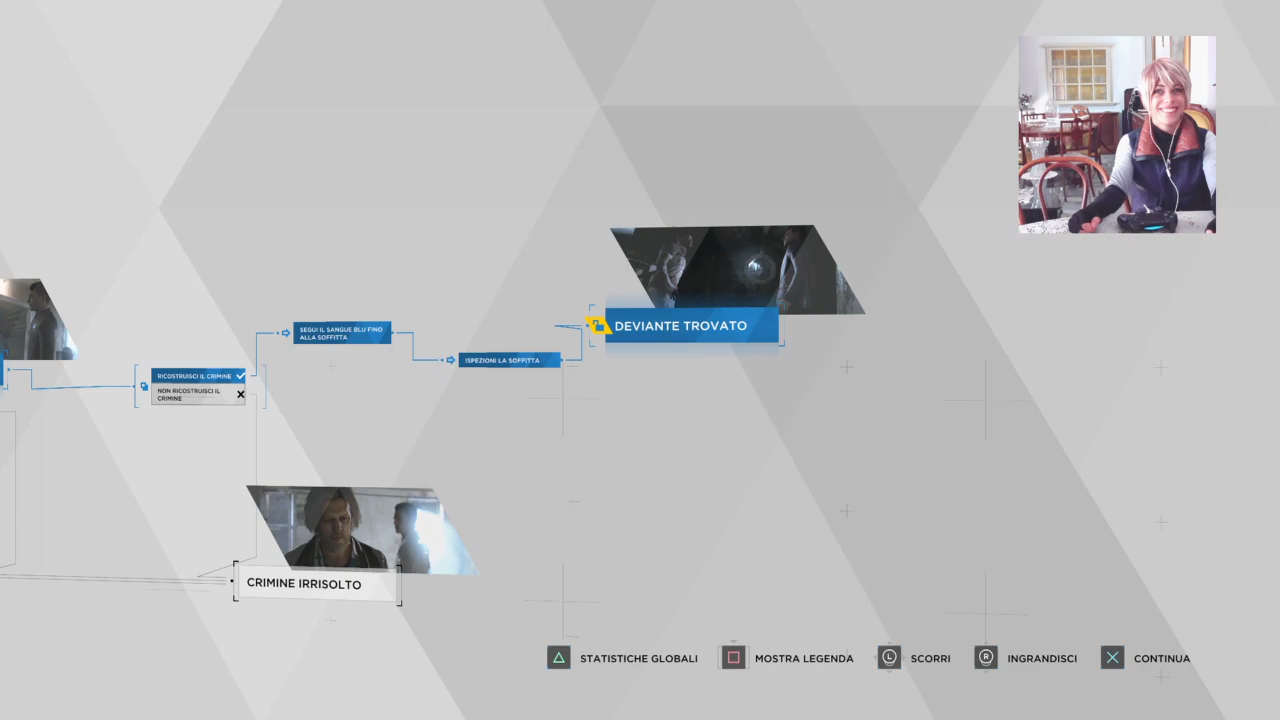 DEVIANTE TROVATO
SEGUI IL SANGUE BLU FINO
ALLA SOFFITTA
ISPEZIONI LA SOFFITTA
RICOSTRUISCI IL CRIMINE
NON RICOSTRUISCI IL
CRIMINE
CRIMINE IRRISOLTO
STATISTICHE GLOBALI
MOSTRA LEGENDA
L SCORRI
R INGRANDISCI
CONTINUA